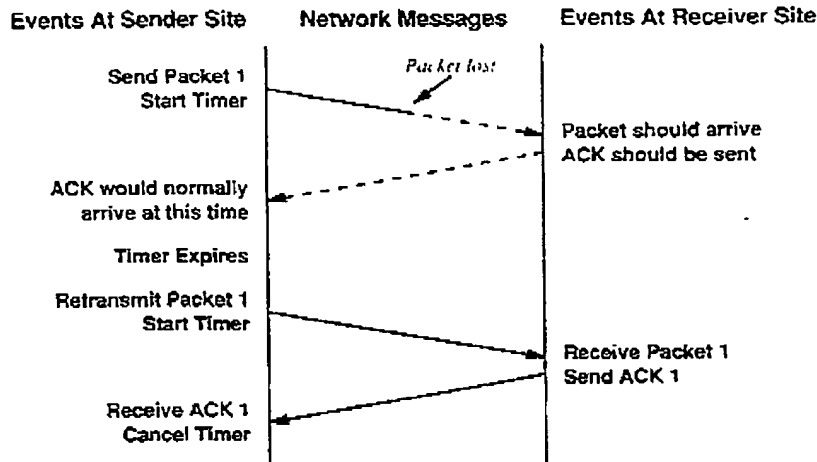 Events At Sender Site
Network Messages
Events At Receiver Site
Packet lost
Send Packet 1
Start Timer
Packet should arrive
ACK should be sent
ACK would normally
arrive at this time
Timer Expires
Retransmit Packet 1
Start Timer
Receive Packet 1
Send ACK 1
Receive ACK 1
Cancel Timer